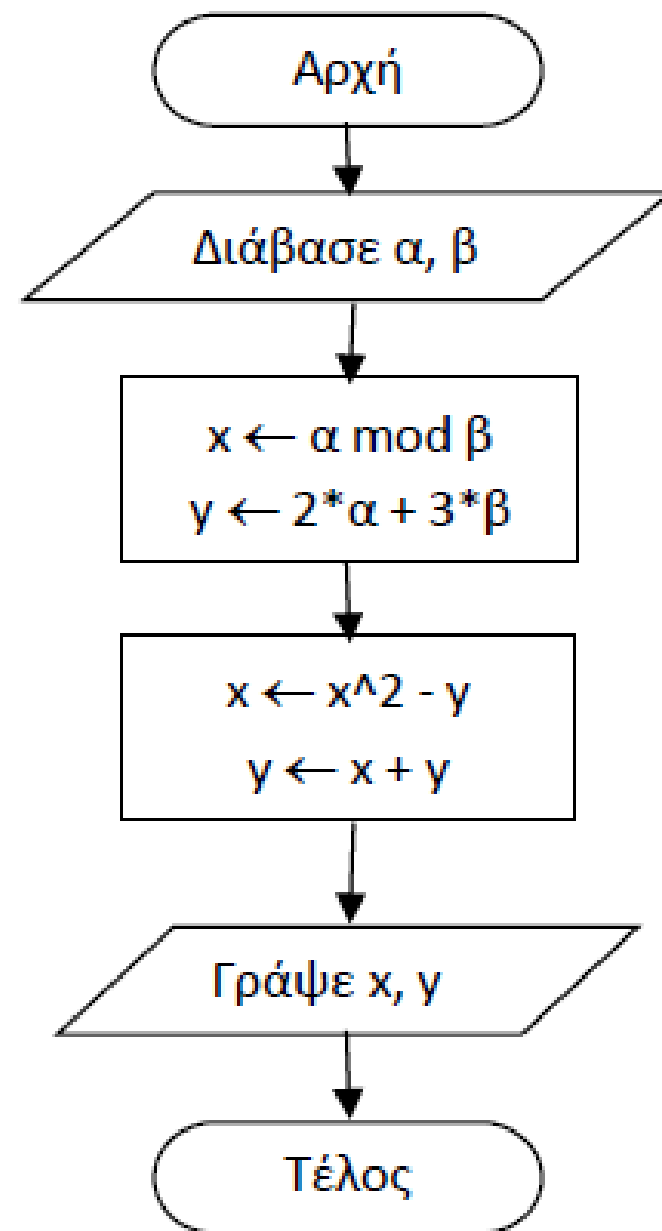 Αρχή
Διάβασε α, β
x ← α mod β
y ← 2*α + 3*β
x ← x^2 - y
y ← x + y
Γράψε x, y
Τέλος